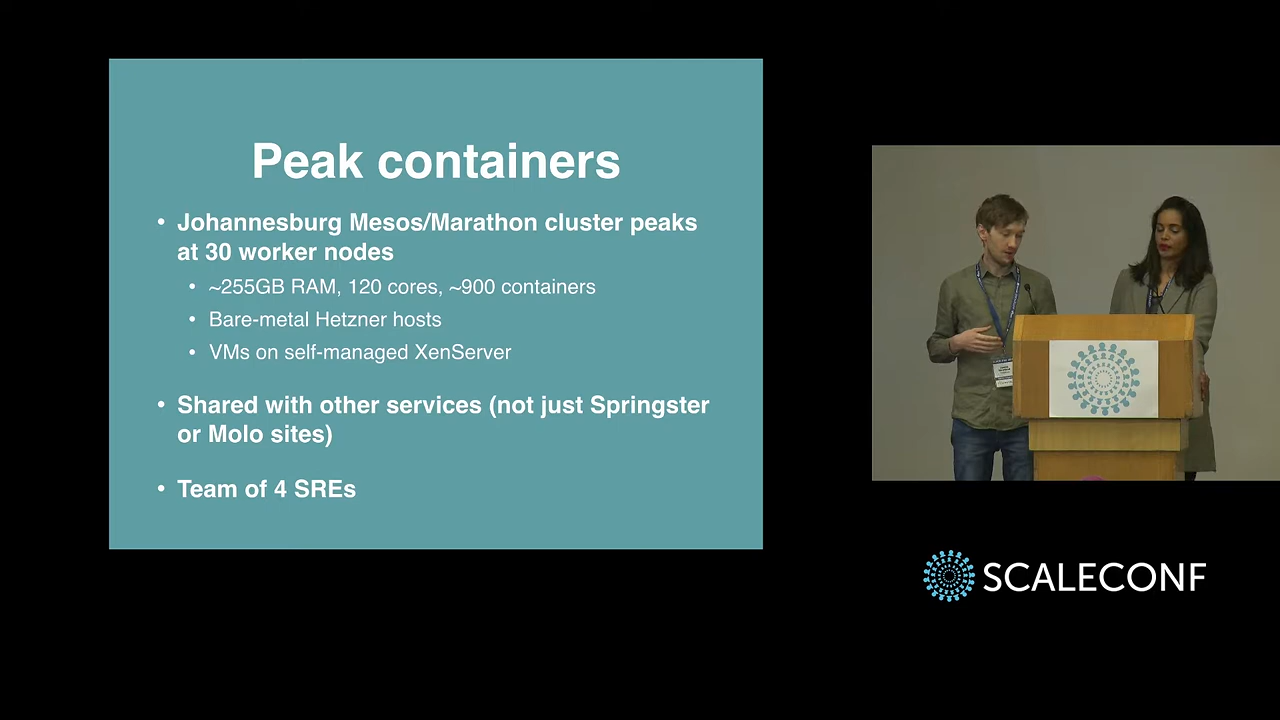 Peak containers
• Johannesburg Mesos/Marathon cluster peaks
at 30 worker nodes
• ~255GB RAM, 120 cores, ~900 containers
• Bare-metal Hetzner hosts
• VMs on self-managed XenServer
• Shared with other services (not just Springster
or Molo sites)
• Team of 4 SREs
SCALECONF